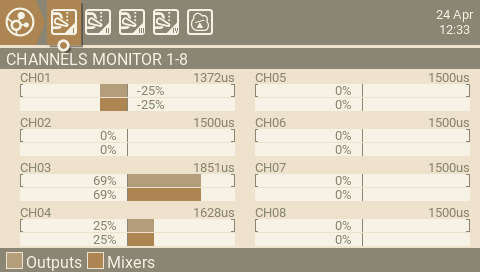 24 Apr
12:33
CHANNELS MONITOR 1-8
CH01 1372us
-25%
-25%
CH02 1500us
0%
0%
CH03 1851us
69%
69%
CH04 1628us
25%
25%
CH05 1500us
0%
0%
CH06 1500us
0%
0%
CH07 1500us
0%
0%
CH08 1500us
0%
0%
Outputs Mixers